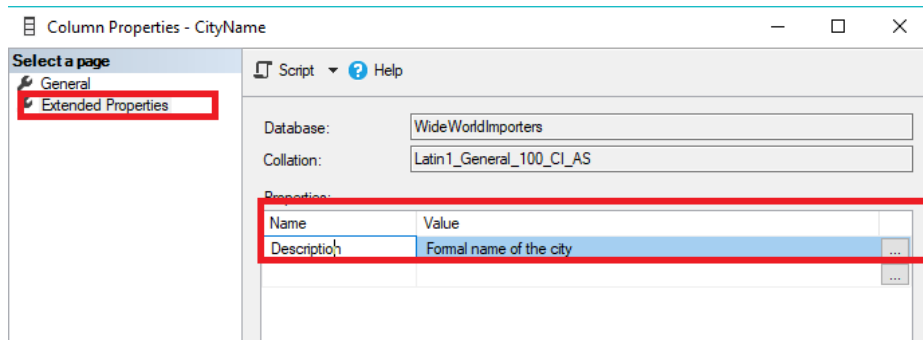 Column Properties - CityName
Select a page
General
Extended Properties
Script Help
Database: WideWorldImporters
Collation: Latin1_General_100_CI_AS
Properties:
Name Value
Description Formal name of the city ...
...